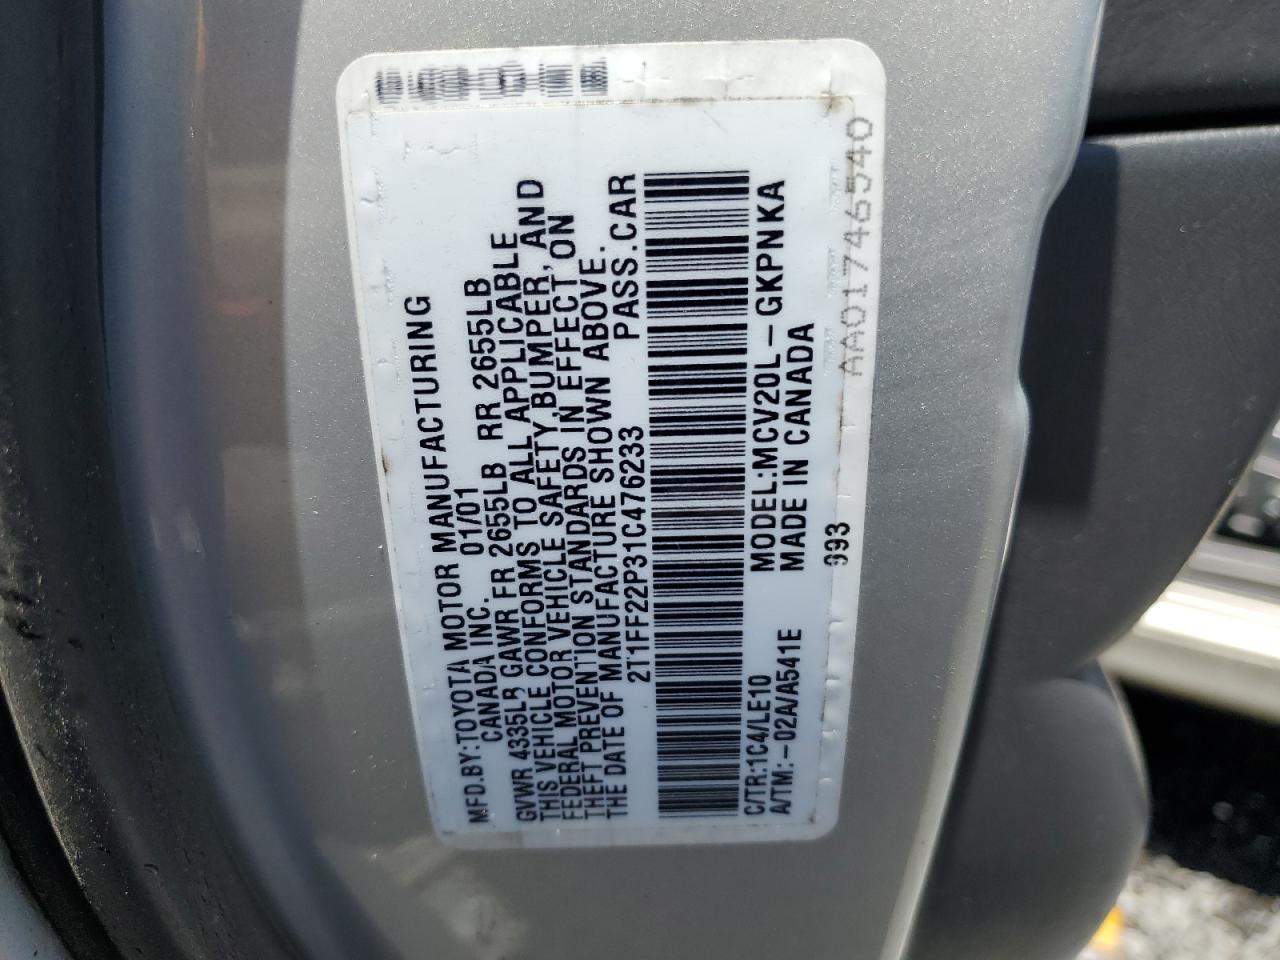 MFD.BY:TOYOTA MOTOR MANUFACTURING
CANADA INC. 01/01
GVWR 4335LB GAWR FR 2655LB RR 2655LB
THIS VEHICLE CONFORMS TO ALL APPLICABLE
FEDERAL MOTOR VEHICLE SAFETY,BUMPER, AND
THEFT PREVENTION STANDARDS IN EFFECT ON
THE DATE OF MANUFACTURE SHOWN ABOVE.
2T1FF22P31C476233 PASS.CAR
C/TR:1C4/LE10 MODEL:MCV20L-GKPNKA
A/TM:-02A/A541E MADE IN CANADA
993
AA01746540